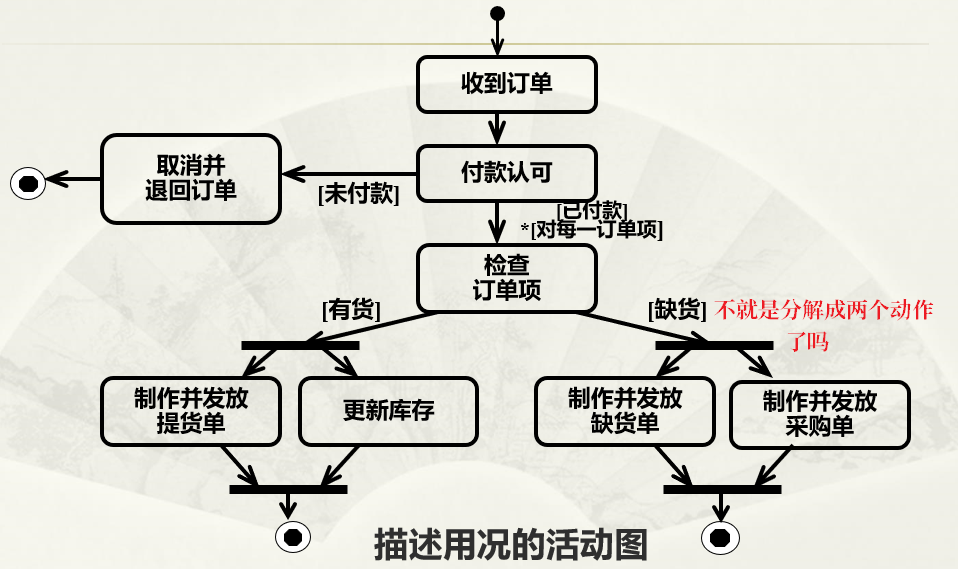 收到订单
付款认可
取消并
退回订单
[未付款]
[已付款]
*[对每一订单项]
检查
订单项
[有货]
[缺货]
不就是分解成两个动作
了吗
制作并发放
提货单
更新库存
制作并发放
缺货单
制作并发放
采购单
描述用况的活动图